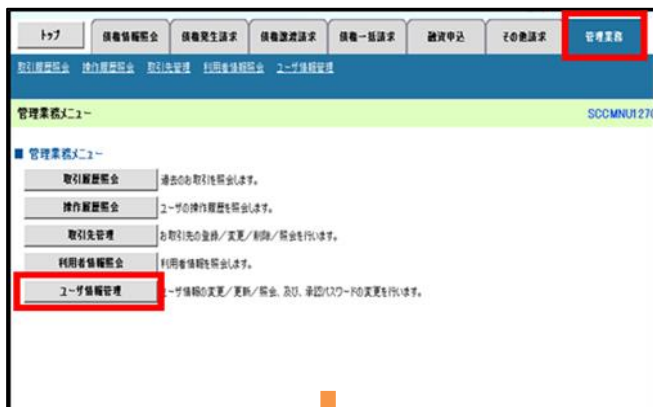 トップ 債権情報照会 債権発生請求 債権譲渡請求 債権一括請求 融資申込 その他請求 管理業務
取引履歴照会 操作履歴照会 取引先管理 利用者情報照会 ユーザ情報管理
管理業務メニュー SCCMNU1270
■ 管理業務メニュー
取引履歴照会 過去のお取引を照会します。
操作履歴照会 ユーザの操作履歴を照会します。
取引先管理 お取引先の登録／変更／削除／照会を行います。
利用者情報照会 利用者情報を照会します。
ユーザ情報管理 ユーザ情報の変更／更新／照会、及び、承認パスワードの変更を行います。